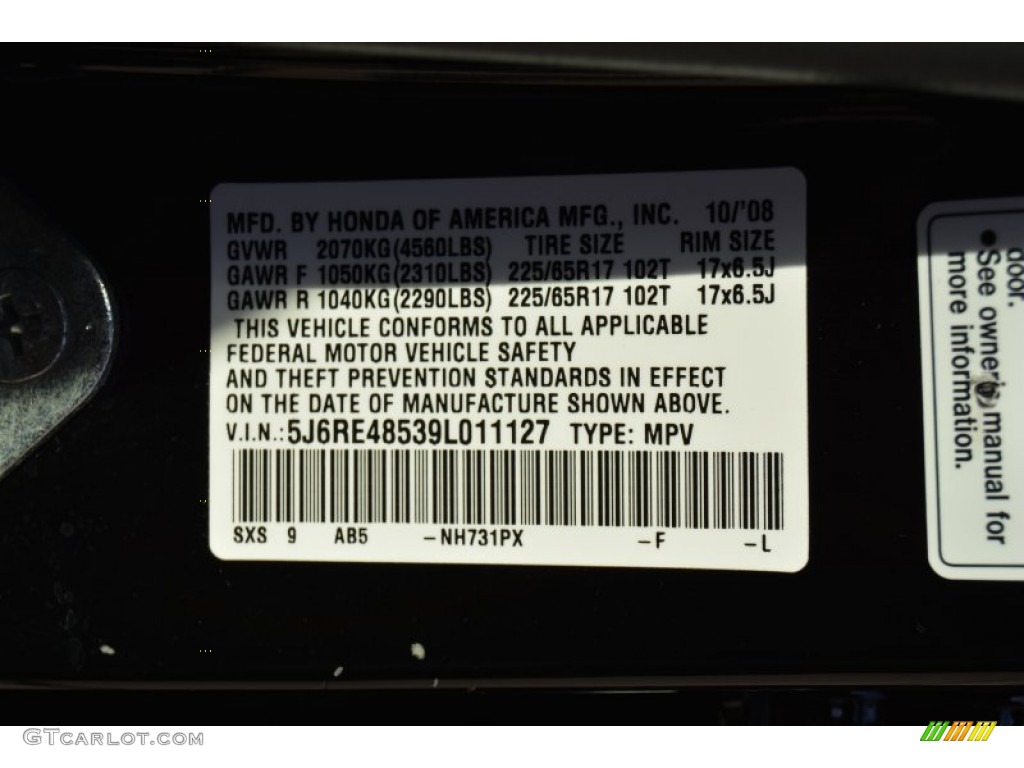 MFD. BY HONDA OF AMERICA MFG., INC. 10/'08
GVWR 2070KG(4560LBS) TIRE SIZE RIM SIZE
GAWR F 1050KG(2310LBS) 225/65R17 102T 17x6.5J
GAWR R 1040KG(2290LBS) 225/65R17 102T 17x6.5J
THIS VEHICLE CONFORMS TO ALL APPLICABLE
FEDERAL MOTOR VEHICLE SAFETY
AND THEFT PREVENTION STANDARDS IN EFFECT
ON THE DATE OF MANUFACTURE SHOWN ABOVE.
V.I.N.: 5J6RE48539L011127 TYPE: MPV
SXS 9 AB5 -NH731PX -F -L
door.
●See owner's manual for
more information.
GTCARLOT.COM